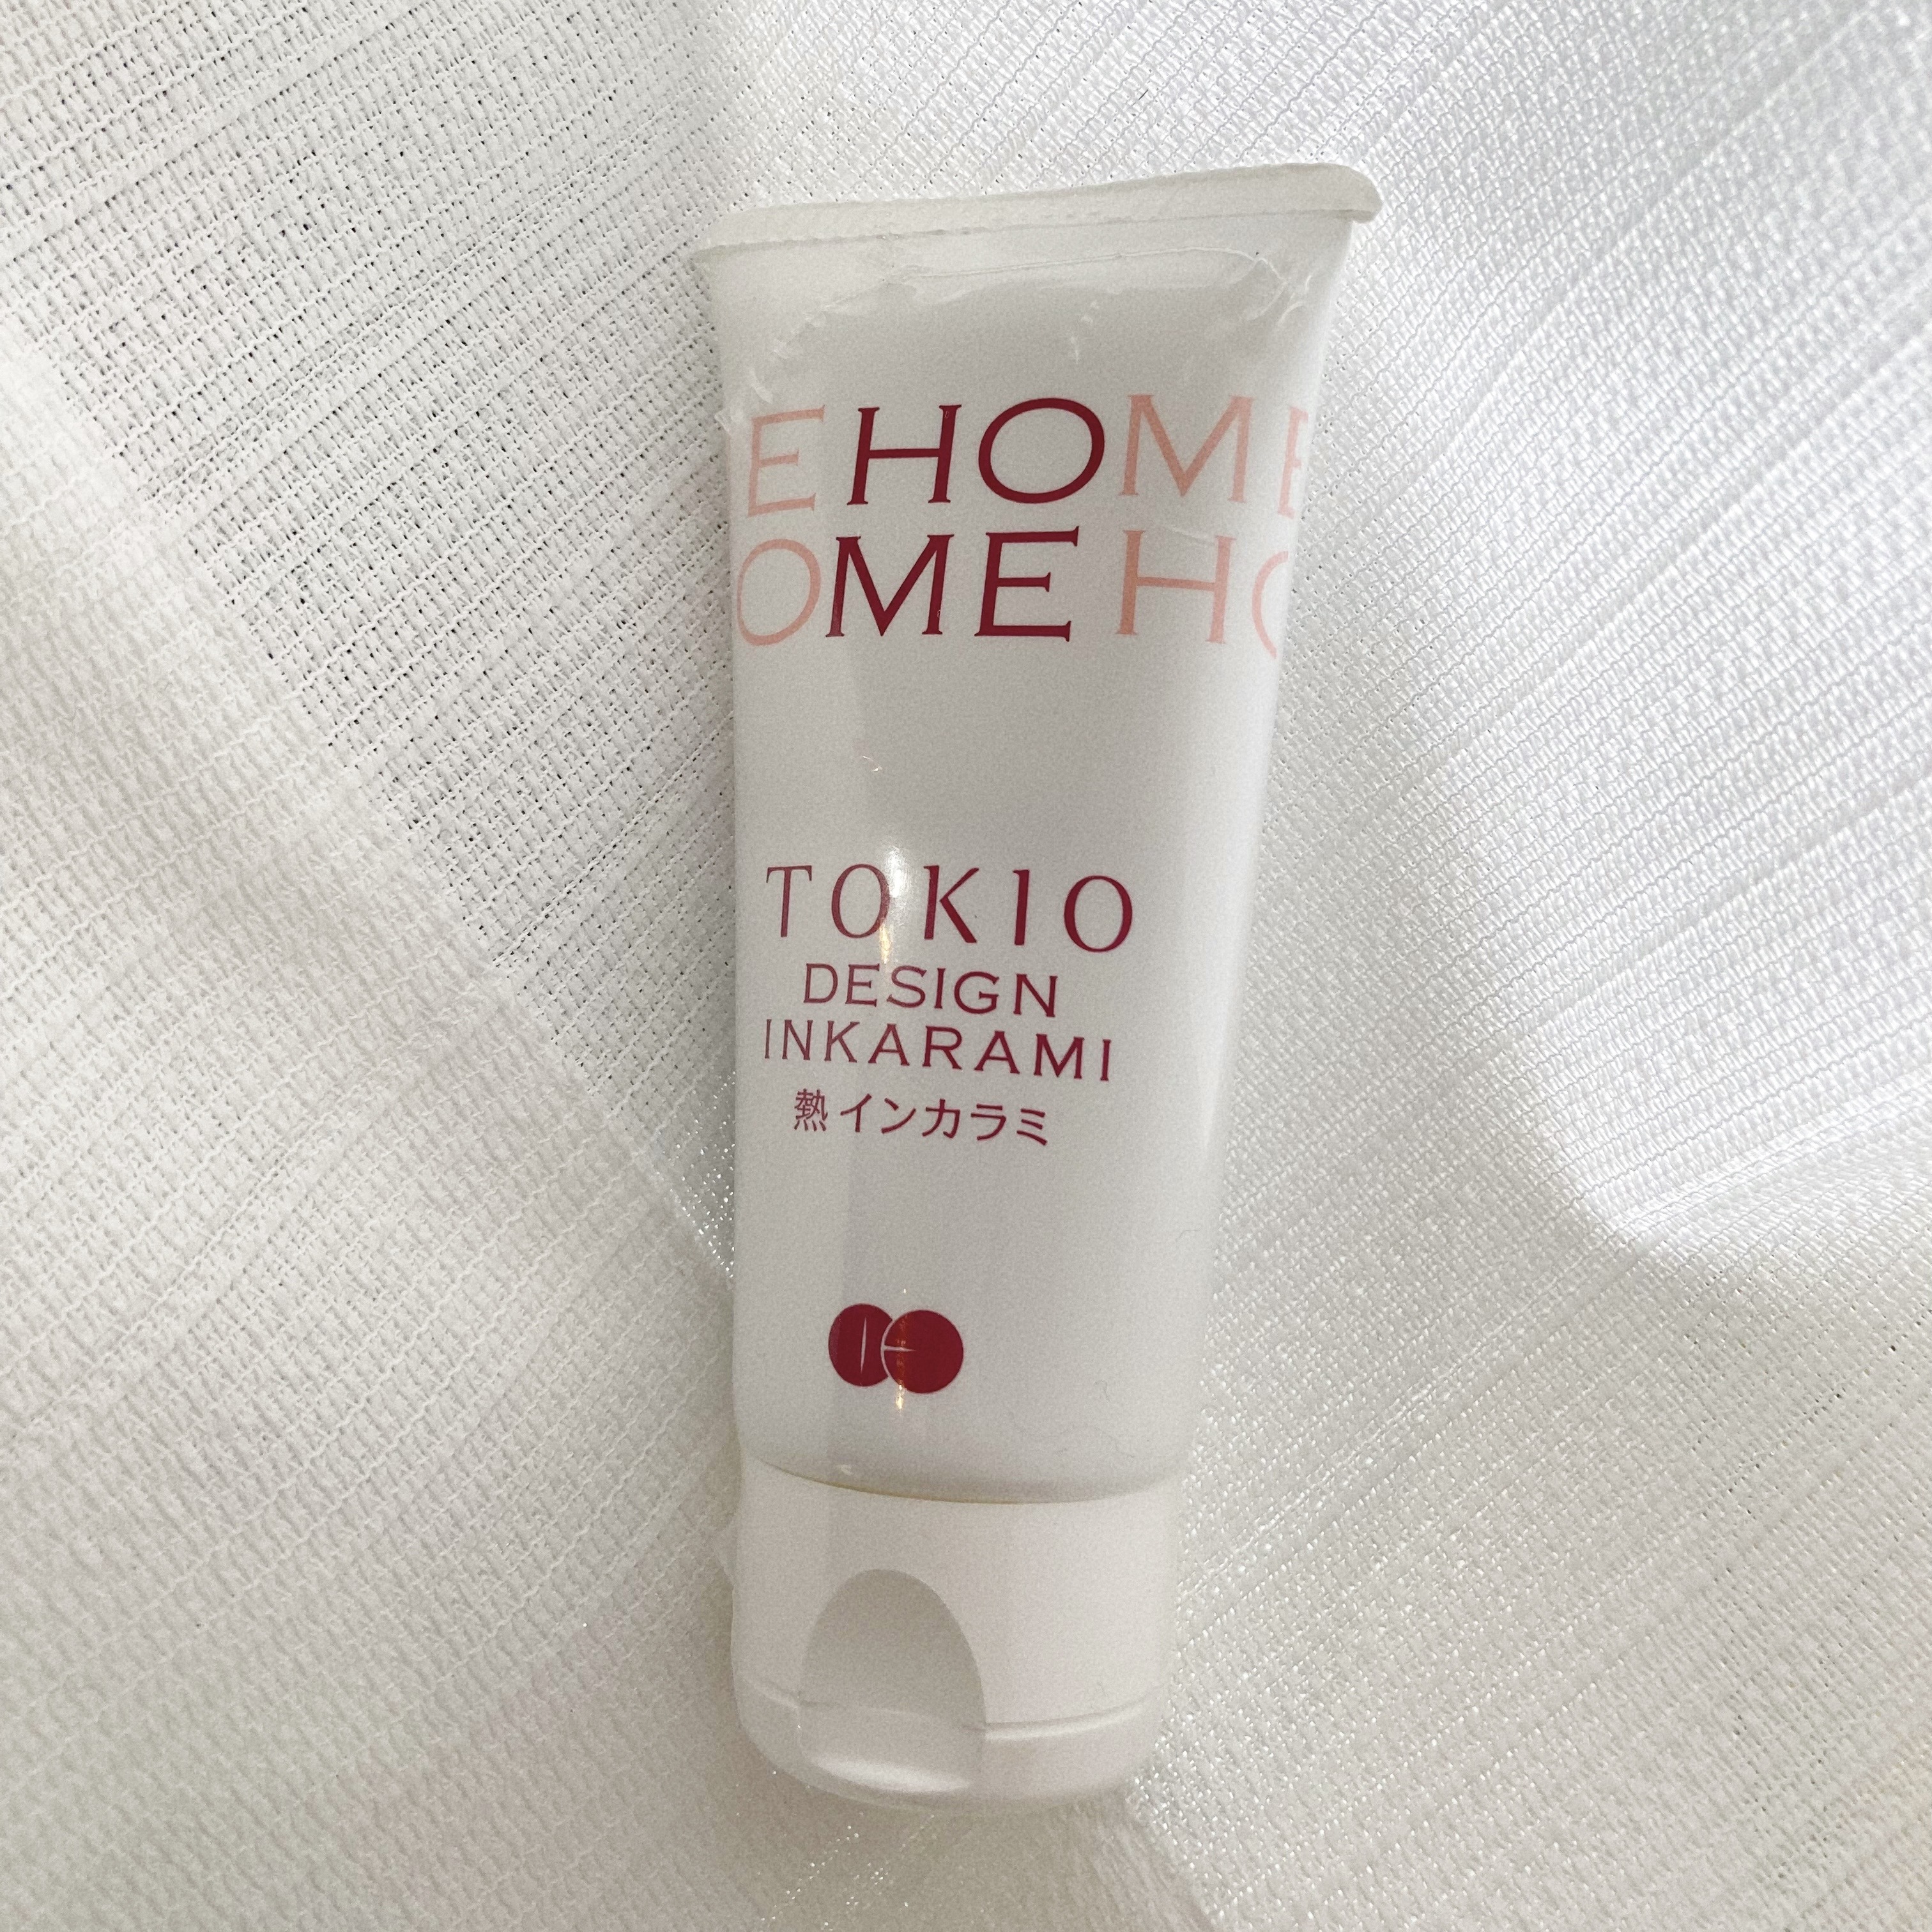 E HOME
OME HO
TOKIO
DESIGN
INKARAMI
熱インカラミ